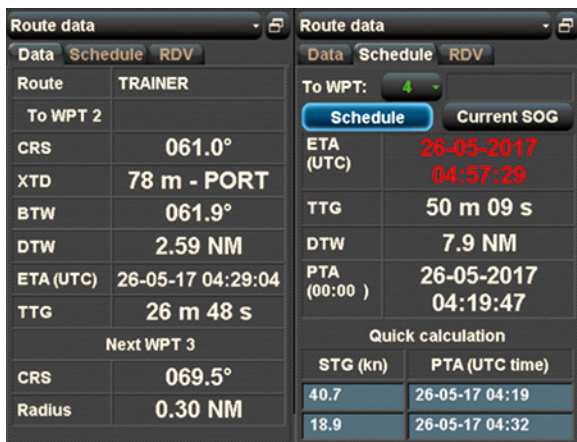 Route data
Data Schedule RDV
Route TRAINER
To WPT 2
CRS 061.0°
XTD 78 m - PORT
BTW 061.9°
DTW 2.59 NM
ETA (UTC) 26-05-17 04:29:04
TTG 26 m 48 s
Next WPT 3
CRS 069.5°
Radius 0.30 NM
Route data
Data Schedule RDV
To WPT: 4
Schedule Current SOG
ETA 26-05-2017
(UTC) 04:57:29
TTG 50 m 09 s
DTW 7.9 NM
PTA 26-05-2017
(00:00 ) 04:19:47
Quick calculation
STG (kn) PTA (UTC time)
40.7 26-05-17 04:19
18.9 26-05-17 04:32